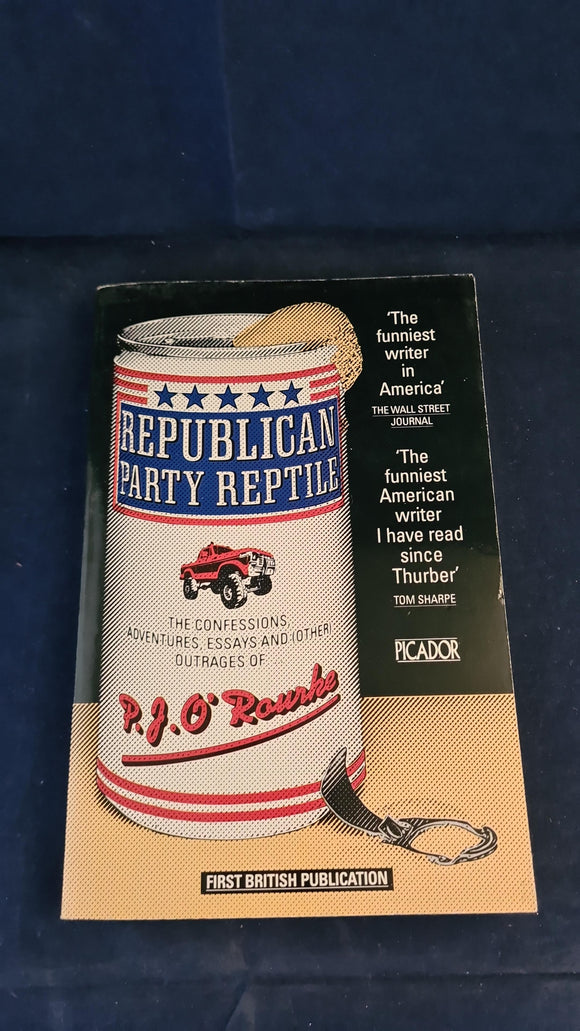 REPUBLICAN
PARTY REPTILE
THE CONFESSIONS,
ADVENTURES, ESSAYS AND (OTHER)
OUTRAGES OF
P.J. O'Rourke
'The
funniest
writer
in
America'
THE WALL STREET
JOURNAL
'The
funniest
American
writer
I have read
since
Thurber'
TOM SHARPE
PICADOR
FIRST BRITISH PUBLICATION